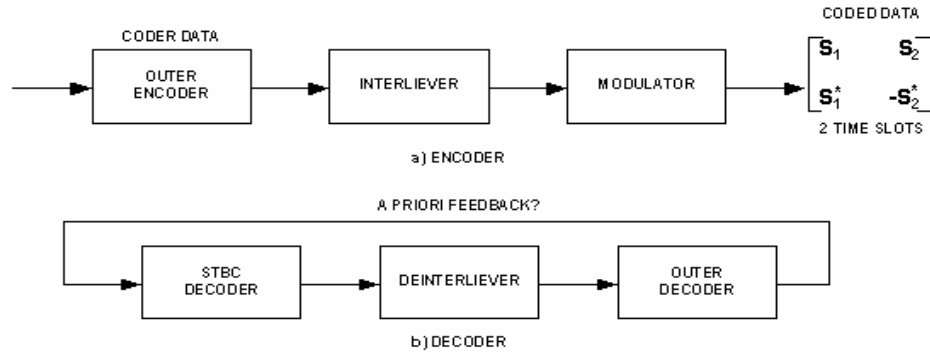 CODED DATA
CODER DATA
OUTER
ENCODER
INTERLIEVER
MODULATOR
S₁ S₂
S₁* -S₂*
2 TIME SLOTS
a) ENCODER
A PRIORI FEEDBACK?
STBC
DECODER
DEINTERLIEVER
OUTER
DECODER
b) DECODER